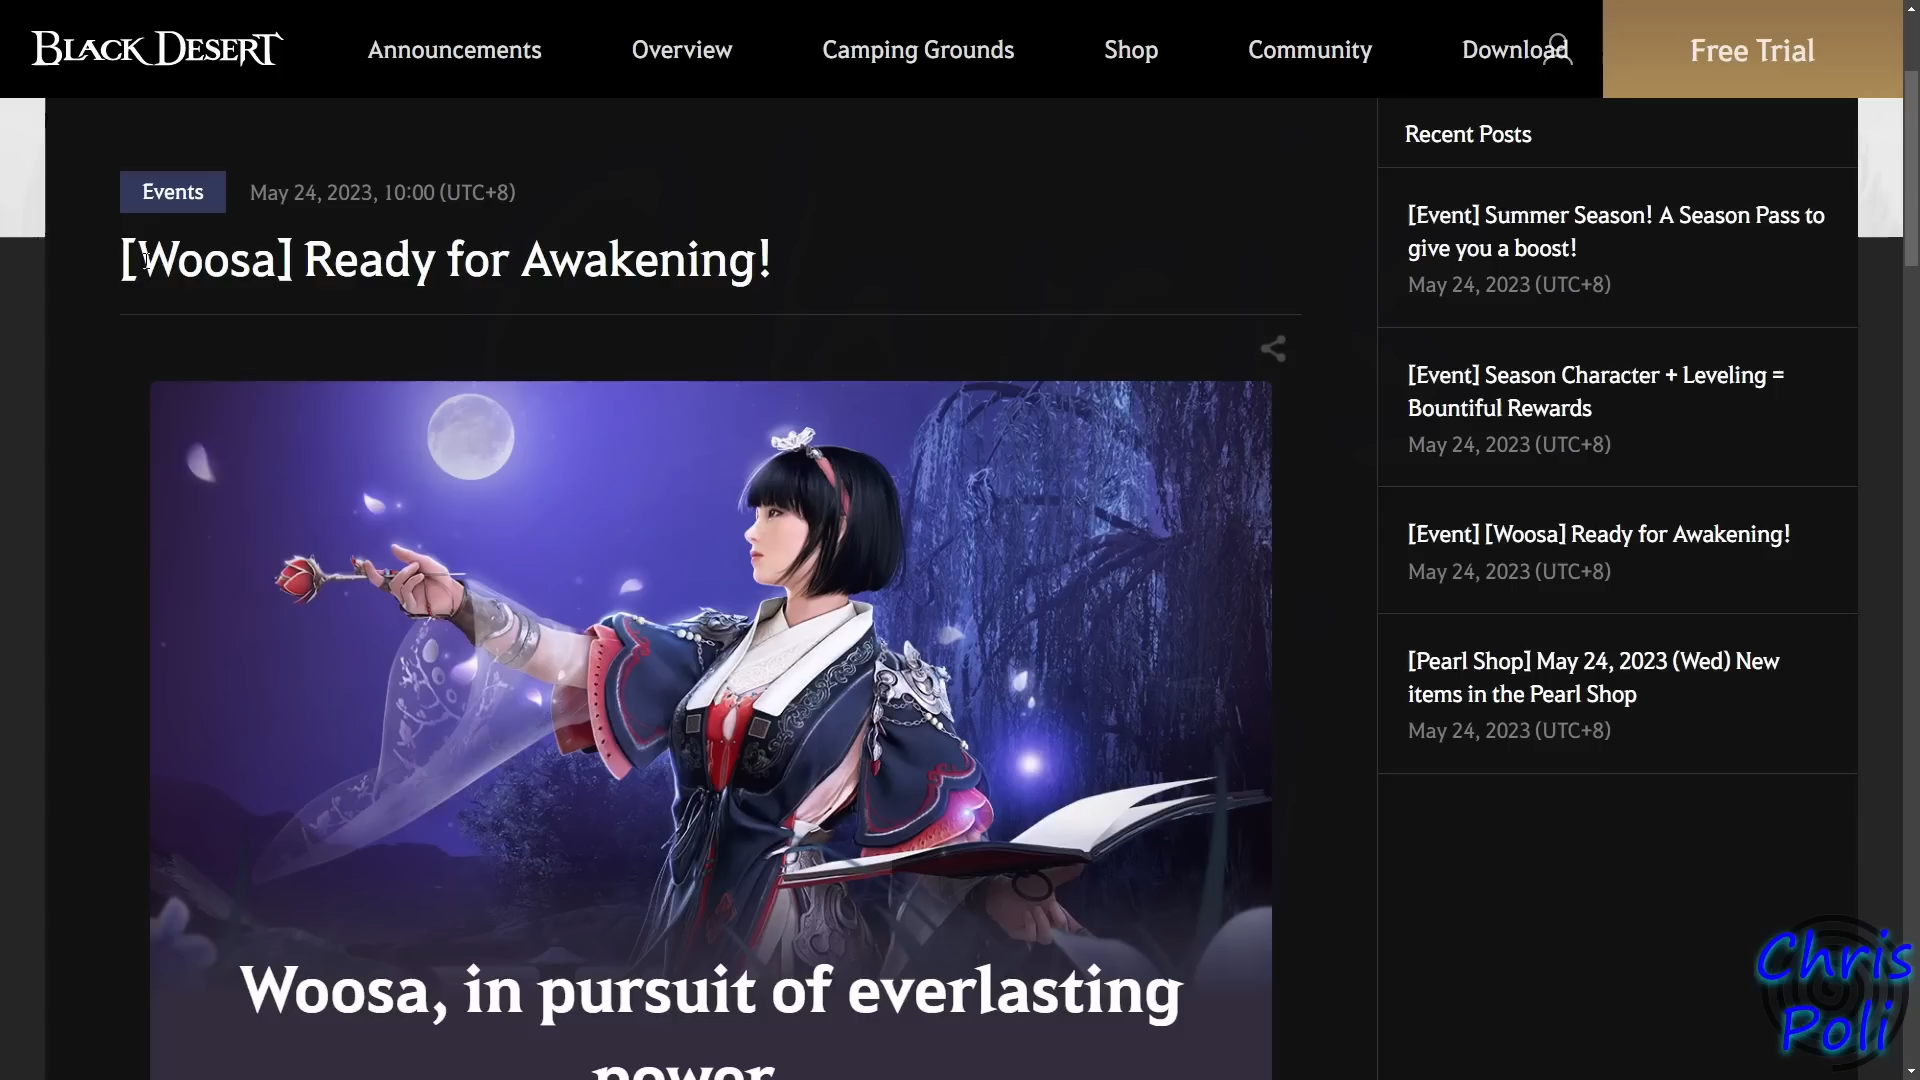 BLACK DESERT
Announcements
Overview
Camping Grounds
Shop
Community
Download
Free Trial
Events
May 24, 2023, 10:00 (UTC+8)
[Woosa] Ready for Awakening!
Woosa, in pursuit of everlasting
power
Recent Posts
[Event] Summer Season! A Season Pass to
give you a boost!
May 24, 2023 (UTC+8)
[Event] Season Character + Leveling =
Bountiful Rewards
May 24, 2023 (UTC+8)
[Event] [Woosa] Ready for Awakening!
May 24, 2023 (UTC+8)
[Pearl Shop] May 24, 2023 (Wed) New
items in the Pearl Shop
May 24, 2023 (UTC+8)
Chris
Poli